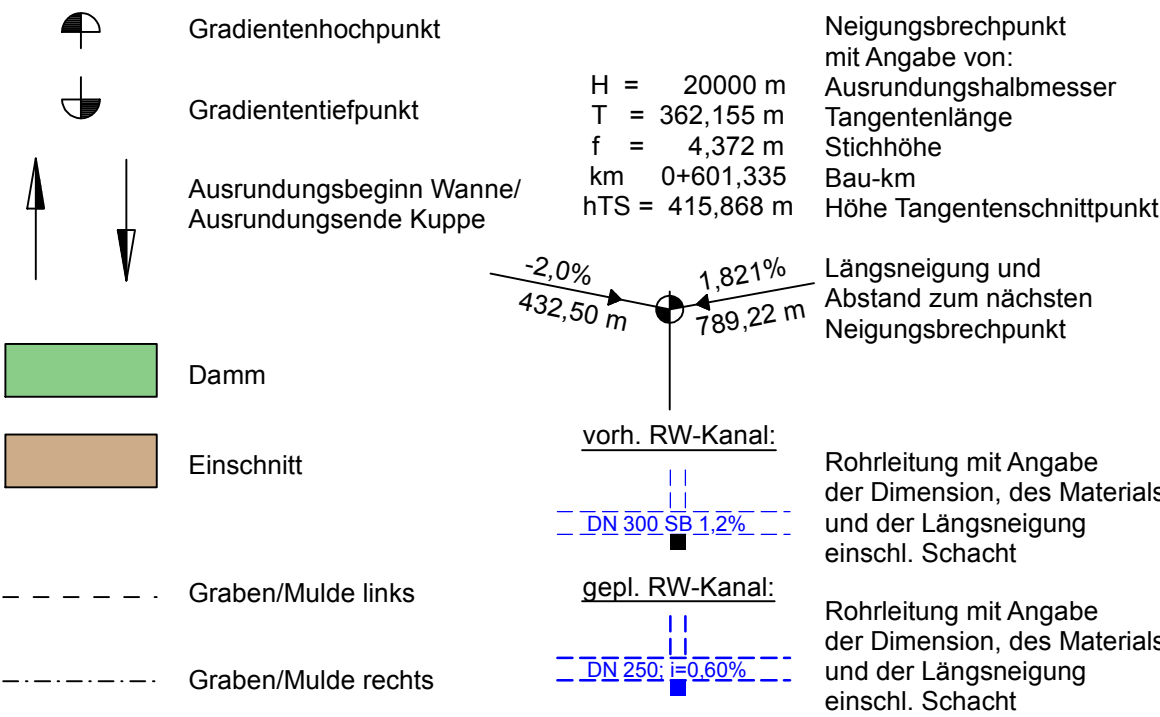 Gradientenhochpunkt
Gradiententiefpunkt
Ausrundungsbeginn Wanne/
Ausrundungsende Kuppe
Damm
Einschnitt
Graben/Mulde links
Graben/Mulde rechts
H = 20000 m
T = 362,155 m
f = 4,372 m
km 0+601,335
hTS = 415,868 m
-2,0%
432,50 m
1,821%
789,22 m
vorh. RW-Kanal:
DN 300 SB 1,2%
gepl. RW-Kanal:
DN 250; i=0,60%
Neigungsbrechpunkt
mit Angabe von:
Ausrundungshalbmesser
Tangentenlänge
Stichhöhe
Bau-km
Höhe Tangentenschnittpunkt
Längsneigung und
Abstand zum nächsten
Neigungsbrechpunkt
Rohrleitung mit Angabe
der Dimension, des Materials
und der Längsneigung
einschl. Schacht
Rohrleitung mit Angabe
der Dimension, des Materials
und der Längsneigung
einschl. Schacht